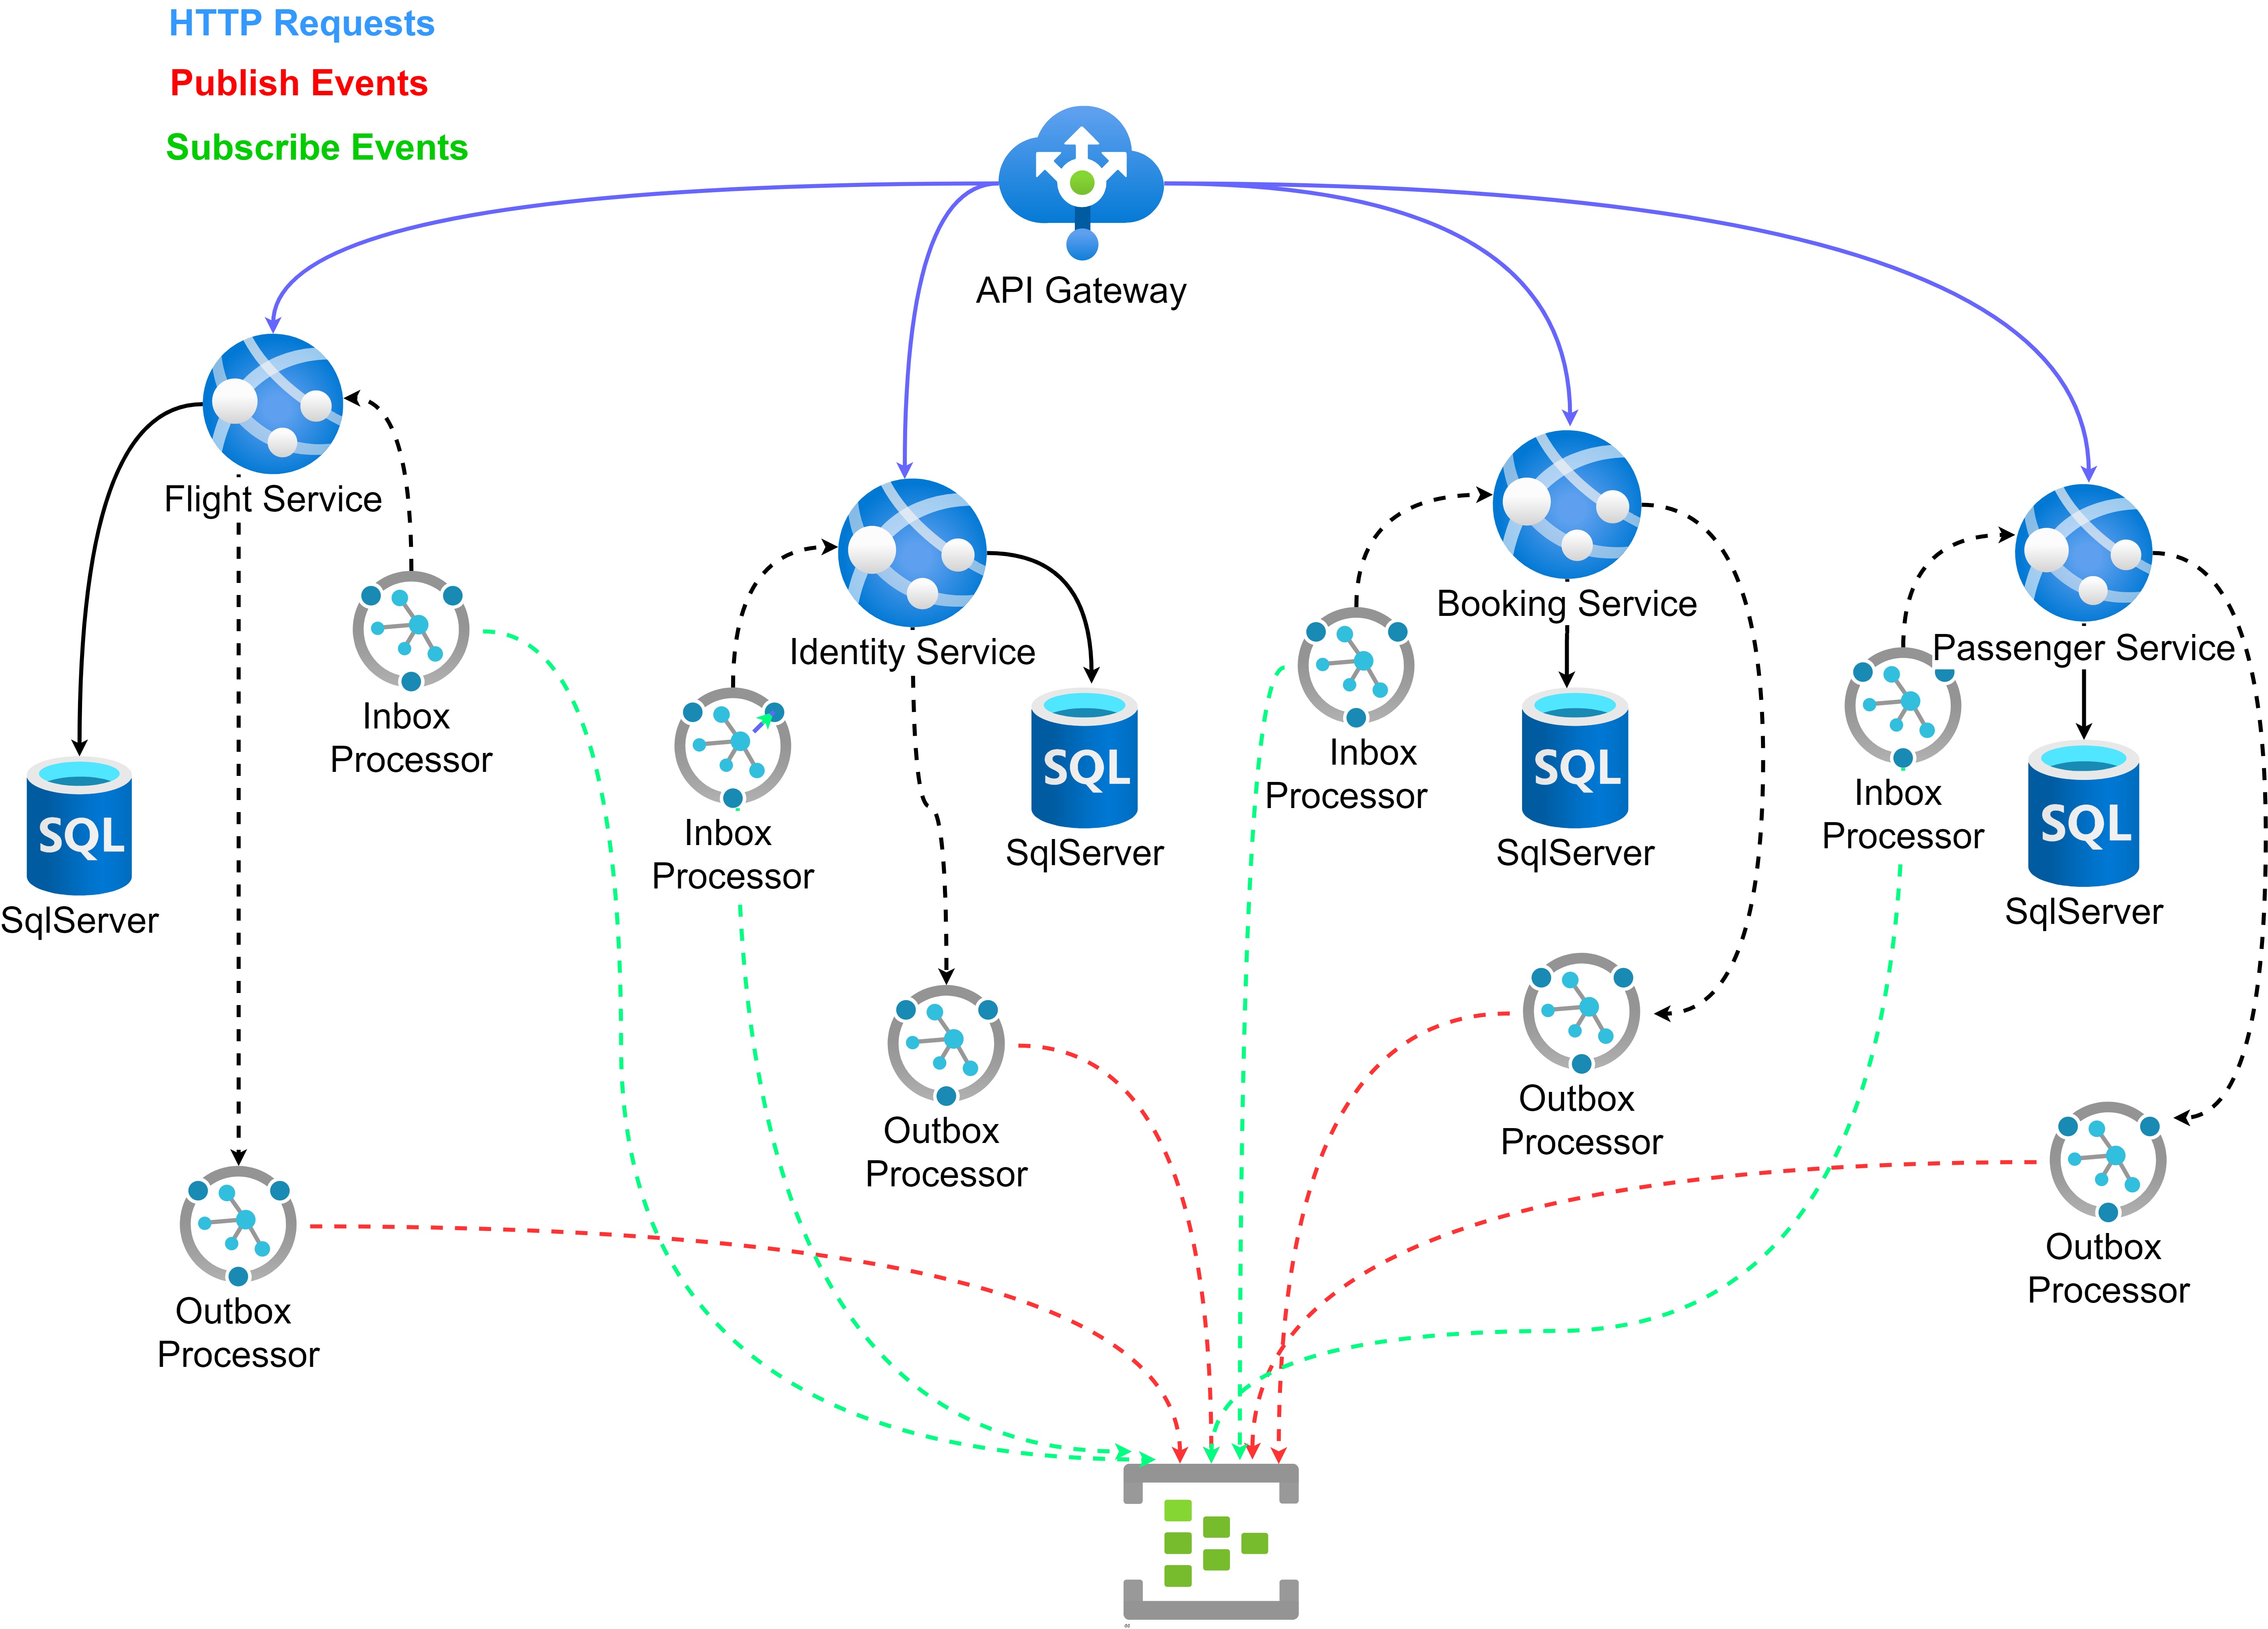 HTTP Requests
Publish Events
Subscribe Events
API Gateway
Flight Service
Identity Service
Booking Service
Passenger Service
Inbox
Processor
Inbox
Processor
Inbox
Processor
Inbox
Processor
SQL
SqlServer
SQL
SqlServer
SQL
SqlServer
SQL
SqlServer
Outbox
Processor
Outbox
Processor
Outbox
Processor
Outbox
Processor